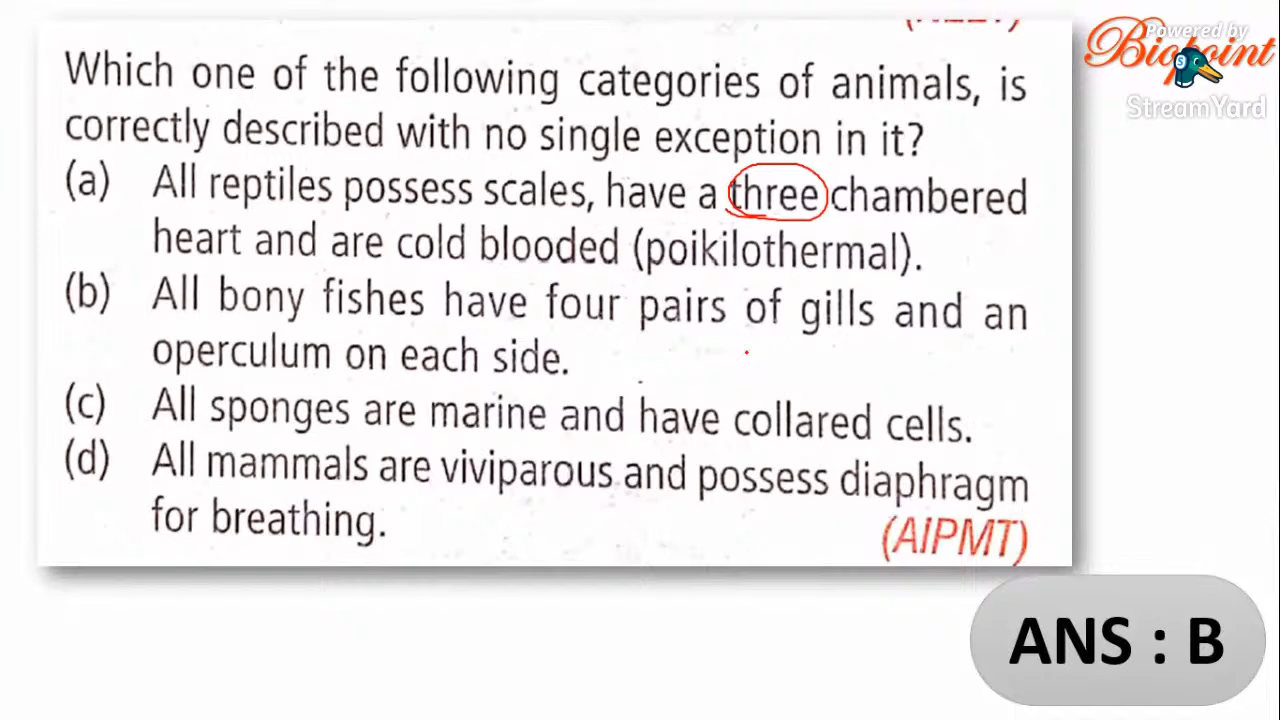 Powered by
Biopoint
StreamYard
Which one of the following categories of animals, is
correctly described with no single exception in it?
(a) All reptiles possess scales, have a three chambered
heart and are cold blooded (poikilothermal).
(b) All bony fishes have four pairs of gills and an
operculum on each side.
(c) All sponges are marine and have collared cells.
(d) All mammals are viviparous and possess diaphragm
for breathing.
(AIPMT)
ANS : B